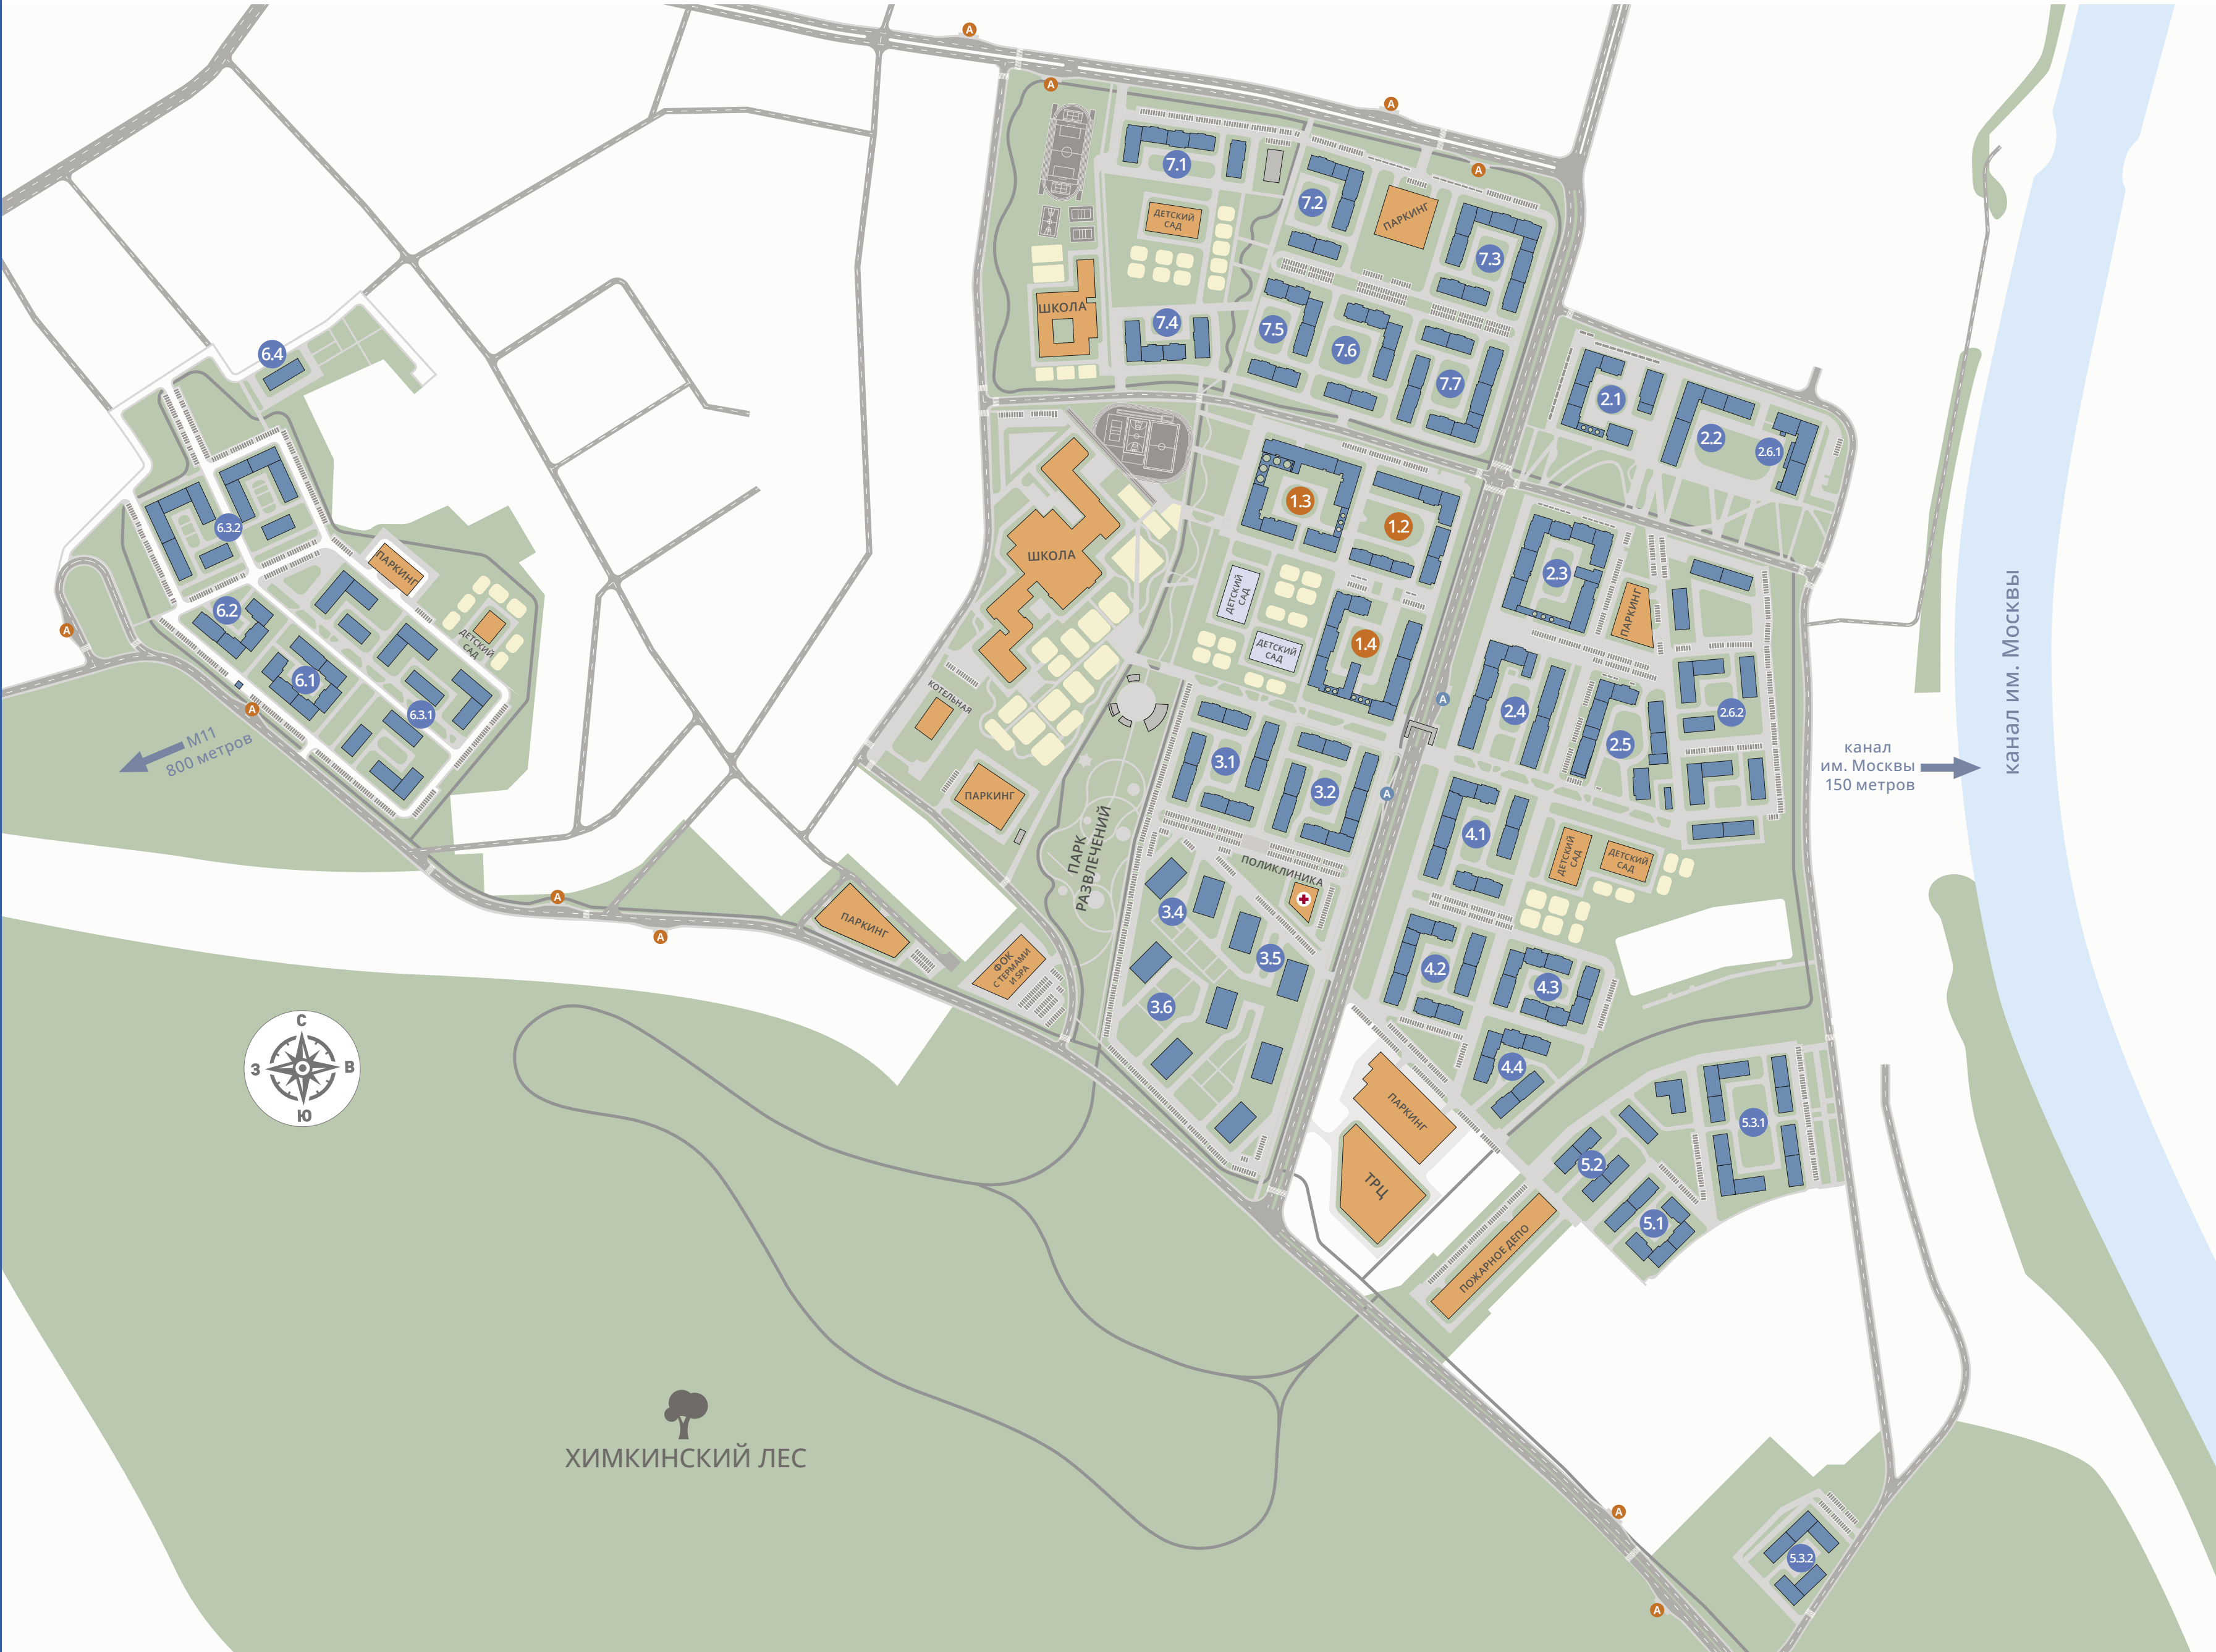 А
А
А
А
А
7.1
7.2
ПАРКИНГ
ДЕТСКИЙ
САД
7.3
ШКОЛА
7.4
7.5
7.6
7.7
6.4
2.1
2.2
2.6.1
1.3
1.2
6.3.2
ШКОЛА
2.3
ПАРКИНГ
6.2
ДЕТСКИЙ
САД
ПАРКИНГ
А
ДЕТСКИЙ
САД
ДЕТСКИЙ
САД
1.4
6.1
6.3.1
А
М11
800 метров
КОТЕЛЬНАЯ
А
2.4
2.6.2
2.5
канал им. Москвы
канал
им. Москвы
150 метров
3.1
3.2
А
ПАРКИНГ
ПАРК
РАЗВЛЕЧЕНИЙ
4.1
ДЕТСКИЙ
САД
ДЕТСКИЙ
САД
ПОЛИКЛИНИКА
А
А
ПАРКИНГ
3.4
3.5
4.2
4.3
ФОК
С ТЕРМАМИ
И SPA
3.6
С
З
В
Ю
4.4
ПАРКИНГ
5.3.1
5.2
ТРЦ
5.1
ПОЖАРНОЕ ДЕПО
ХИМКИНСКИЙ ЛЕС
А
5.3.2
А